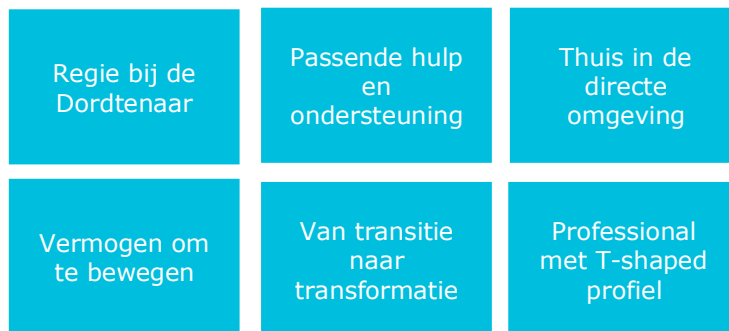 Regie bij de
Dordtenaar
Passende hulp
en
ondersteuning
Thuis in de
directe
omgeving
Vermogen om
te bewegen
Van transitie
naar
transformatie
Professional
met T-shaped
profiel